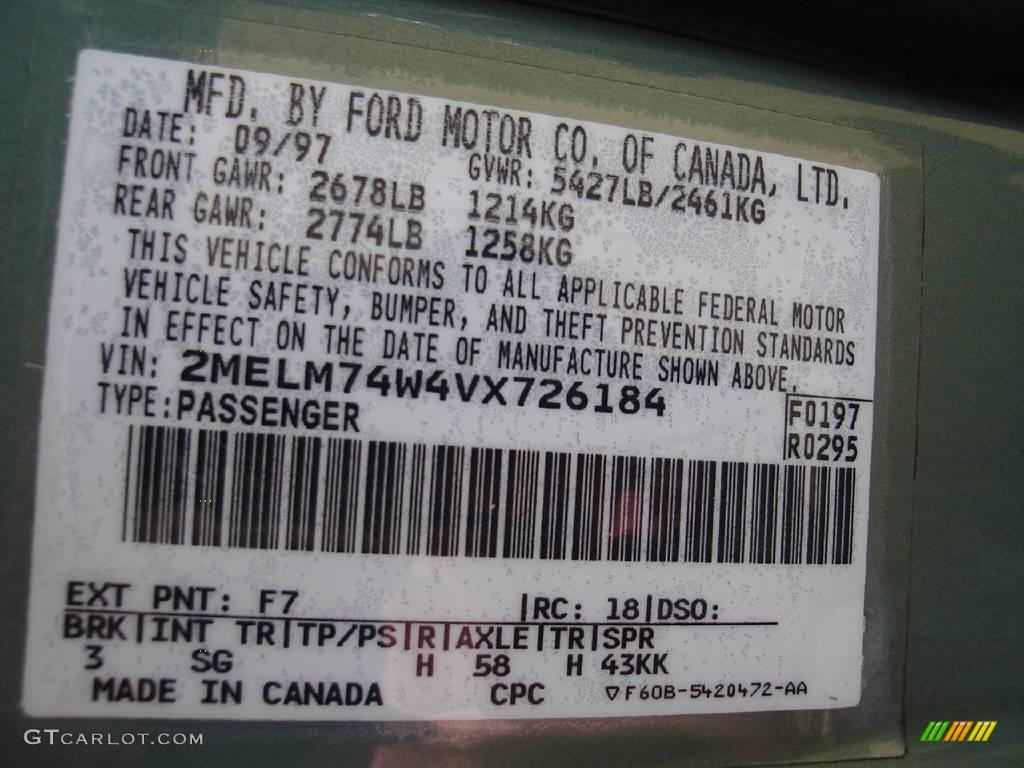 MFD. BY FORD MOTOR CO. OF CANADA, LTD.
DATE: 09/97 GVWR: 5427LB/2461KG
FRONT GAWR: 2678LB 1214KG
REAR GAWR: 2774LB 1258KG
THIS VEHICLE CONFORMS TO ALL APPLICABLE FEDERAL MOTOR
VEHICLE SAFETY, BUMPER, AND THEFT PREVENTION STANDARDS
IN EFFECT ON THE DATE OF MANUFACTURE SHOWN ABOVE.
VIN: 2MELM74W4VX726184
TYPE:PASSENGER
F0197
R0295
EXT PNT: F7 |RC: 18|DSO:
BRK|INT TR|TP/PS|R|AXLE|TR|SPR
3 SG H 58 H 43KK
MADE IN CANADA CPC ▽F60B-5420472-AA
GTCARLOT.COM